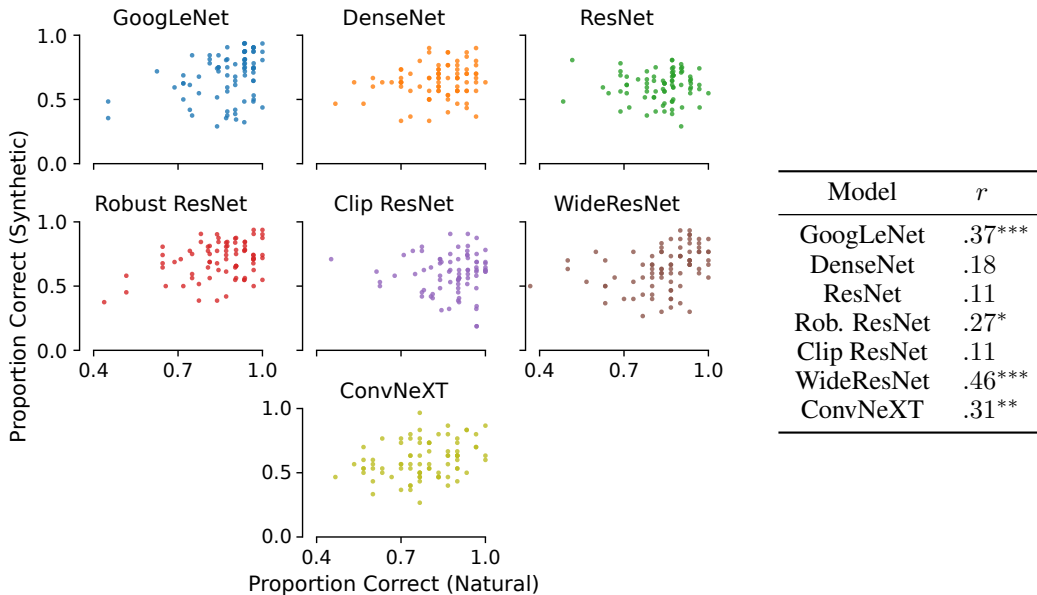 GoogLeNet DenseNet ResNet
1.0
0.5
0.0
0.4 0.7 1.0
Robust ResNet Clip ResNet WideResNet
1.0
0.5
0.0
0.4 0.7 1.0
ConvNeXT
1.0
0.5
0.0
0.4 0.7 1.0
Proportion Correct (Synthetic)
Proportion Correct (Natural)
Model r
GoogLeNet .37***
DenseNet .18
ResNet .11
Rob. ResNet .27*
Clip ResNet .11
WideResNet .46***
ConvNeXT .31**